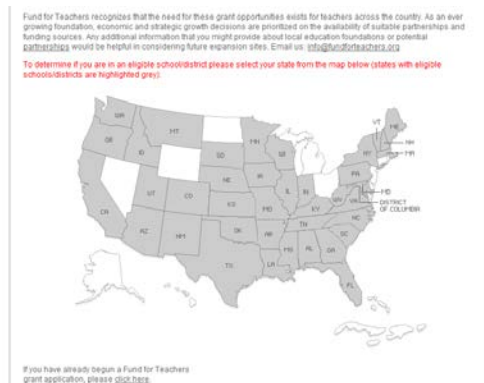 Fund for Teachers recognizes that the need for these grant opportunities exists for teachers across the country. As an ever
growing foundation, economic and strategic growth decisions are prioritized on the availability of suitable partnerships and
funding sources. Any additional information that you might provide about local education foundations or potential
partnerships would be helpful in considering future expansion sites. Email us: info@fundforteachers.org
To determine if you are in an eligible school/district please select your state from the map below (states with eligible
schools/districts are highlighted grey).
WA
MT
VT
ME
OR
MN
NH
ID
SD
WI
NY
MA
IA
PA
NE
MD
UT
CO
IL
IN
WV
VA
DISTRICT
OF COLUMBIA
CA
KS
MO
KY
NC
TN
AZ
NM
OK
AR
SC
MS
AL
GA
TX
LA
FL
If you have already begun a Fund for Teachers
grant application, please click here.